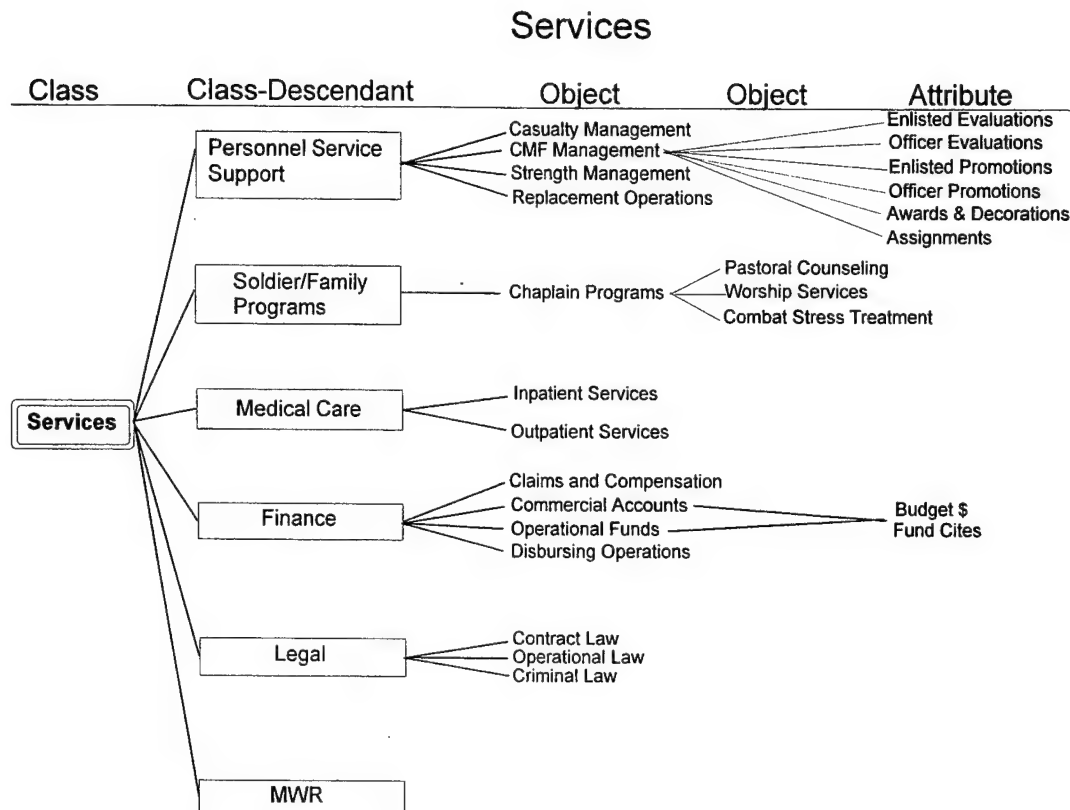 Services
Class Class-Descendant Object Object Attribute
Personnel Service
Support
Casualty Management
CMF Management
Strength Management
Replacement Operations
Enlisted Evaluations
Officer Evaluations
Enlisted Promotions
Officer Promotions
Awards & Decorations
Assignments
Soldier/Family
Programs
Chaplain Programs
Pastoral Counseling
Worship Services
Combat Stress Treatment
Services
Medical Care
Inpatient Services
Outpatient Services
Finance
Claims and Compensation
Commercial Accounts
Operational Funds
Disbursing Operations
Budget $
Fund Cites
Legal
Contract Law
Operational Law
Criminal Law
MWR